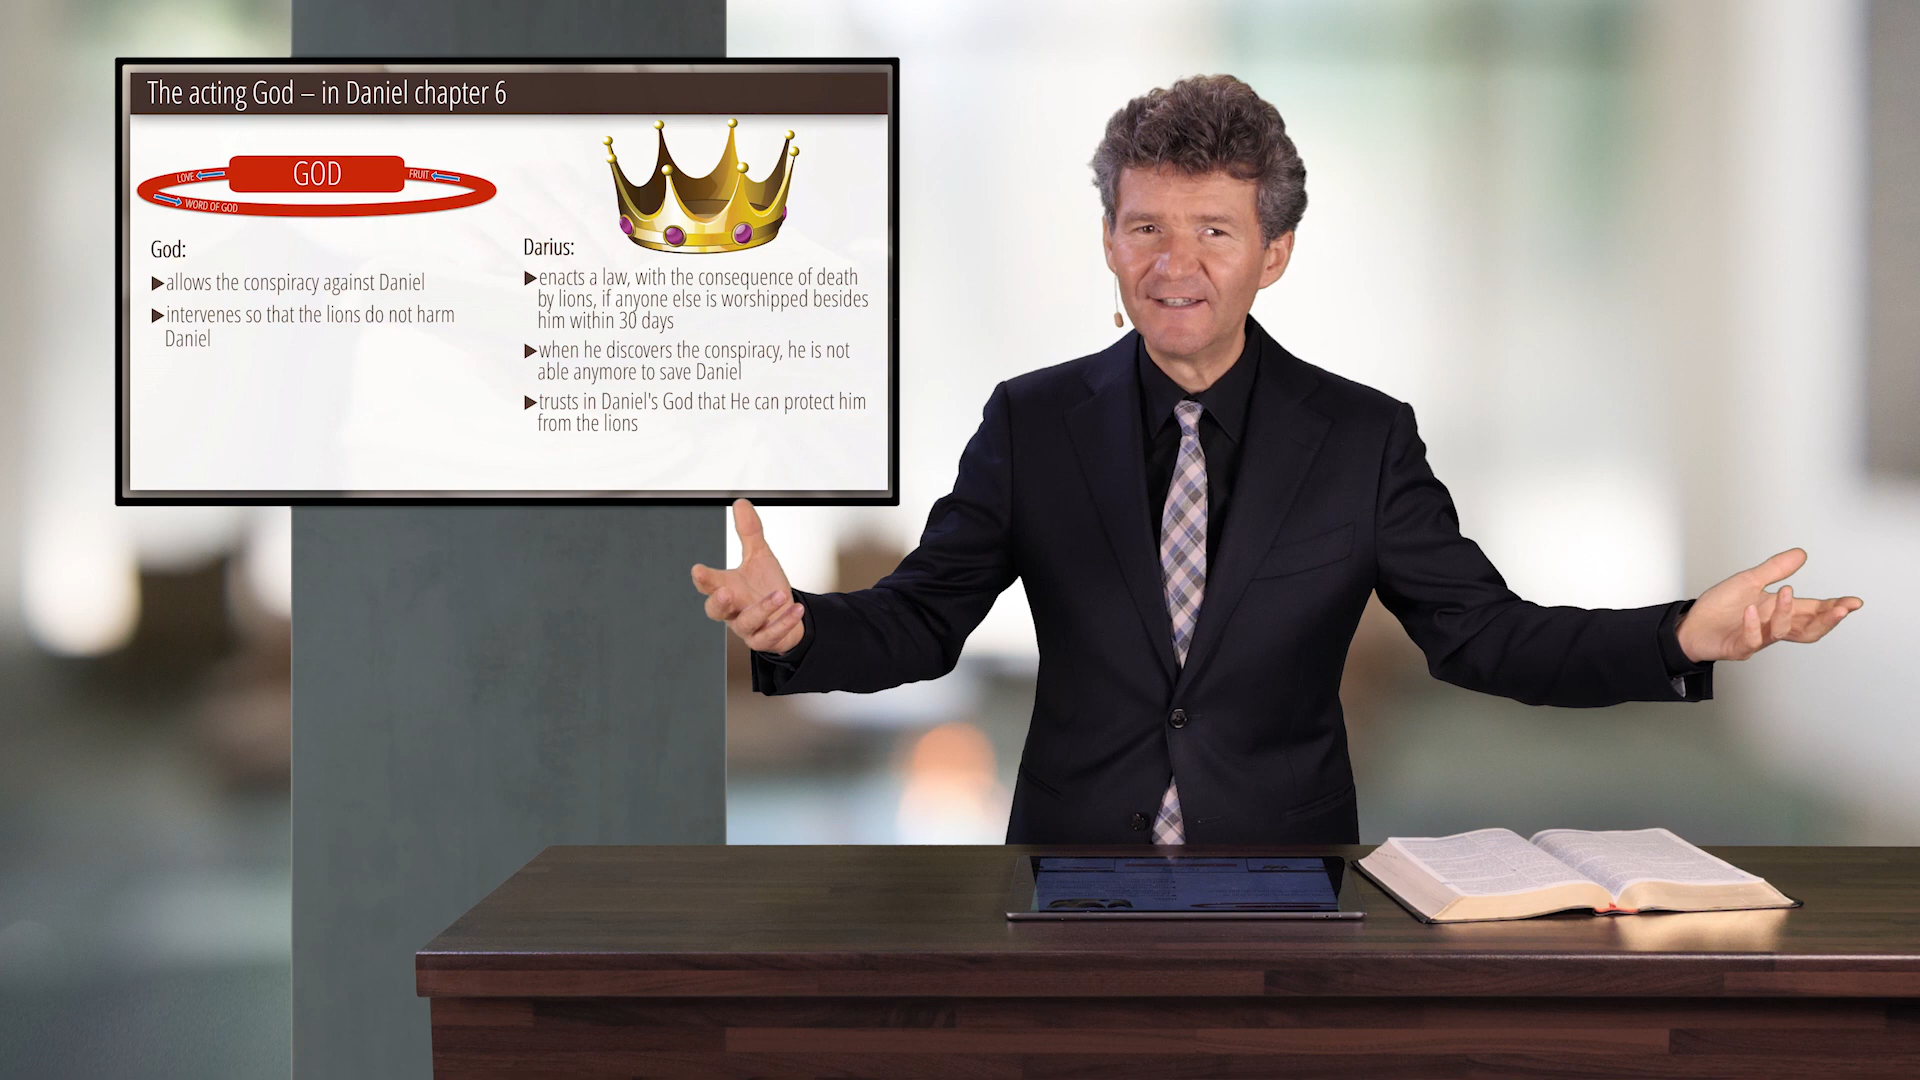 The acting God – in Daniel chapter 6
GOD
LOVE
FRUIT
WORD OF GOD
God:
▶allows the conspiracy against Daniel
▶intervenes so that the lions do not harm
Daniel
Darius:
▶enacts a law, with the consequence of death
by lions, if anyone else is worshipped besides
him within 30 days
▶when he discovers the conspiracy, he is not
able anymore to save Daniel
▶trusts in Daniel's God that He can protect him
from the lions